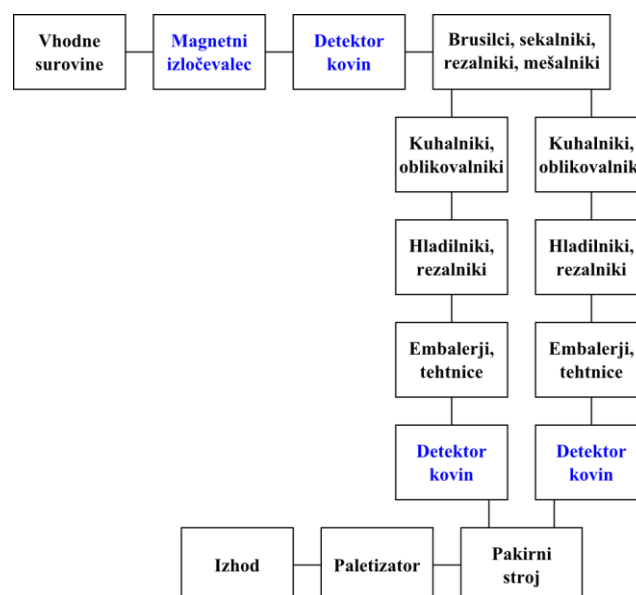 Vhodne
surovine
Magnetni
izločevalec
Detektor
kovin
Brusilci, sekalniki,
rezalniki, mešalniki
Kuhalniki,
oblikovalniki
Kuhalniki,
oblikovalniki
Hladilniki,
rezalniki
Hladilniki,
rezalniki
Embalerji,
tehtnice
Embalerji,
tehtnice
Detektor
kovin
Detektor
kovin
Izhod
Paletizator
Pakirni
stroj